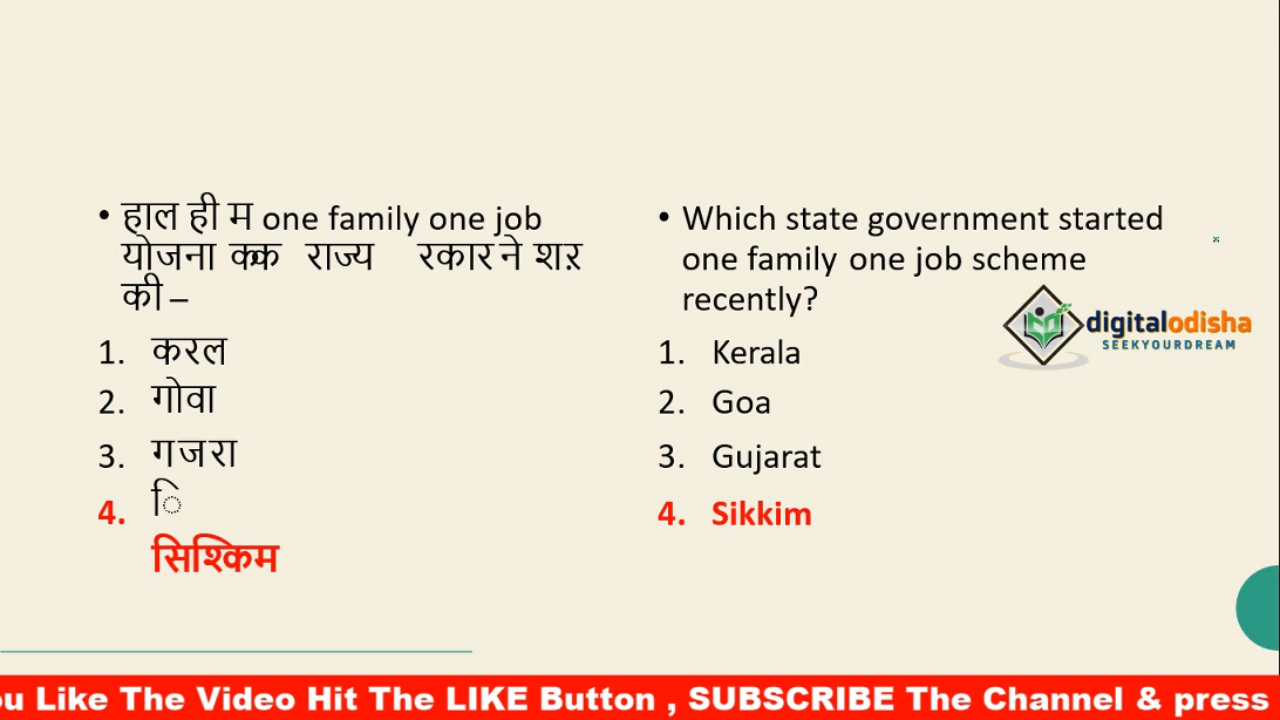 • हाल ही म one family one job
योजना कक राज्य रकार ने शऱ
की –
1. करल
2. गोवा
3. गजरा
ि
4.
सिश्किम
• Which state government started
one family one job scheme
recently?
1. Kerala
2. Goa
3. Gujarat
4. Sikkim
digitalodisha
SEEKYOURDREAM
ou Like The Video Hit The LIKE Button , SUBSCRIBE The Channel & press